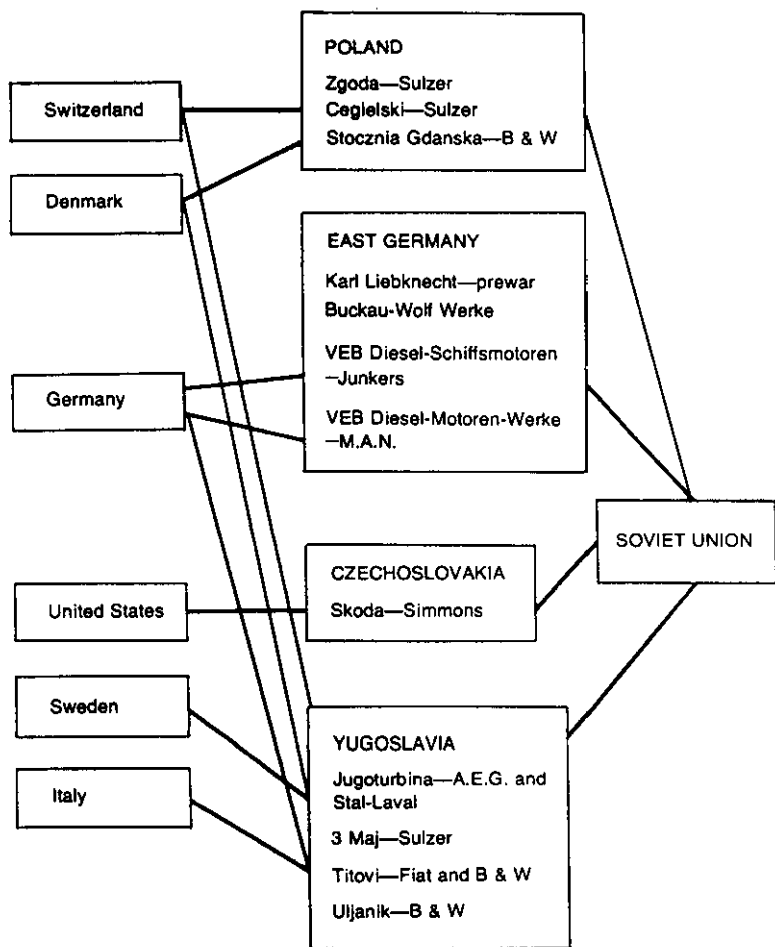 Switzerland
Denmark
Germany
United States
Sweden
Italy
POLAND
Zgoda—Sulzer
Cegielski—Sulzer
Stocznia Gdanska—B & W
EAST GERMANY
Karl Liebknecht—prewar
Buckau-Wolf Werke
VEB Diesel-Schiffsmotoren
—Junkers
VEB Diesel-Motoren-Werke
—M.A.N.
CZECHOSLOVAKIA
Skoda—Simmons
YUGOSLAVIA
Jugoturbina—A.E.G. and
Stal-Laval
3 Maj—Sulzer
Titovi—Fiat and B & W
Uljanik—B & W
SOVIET UNION